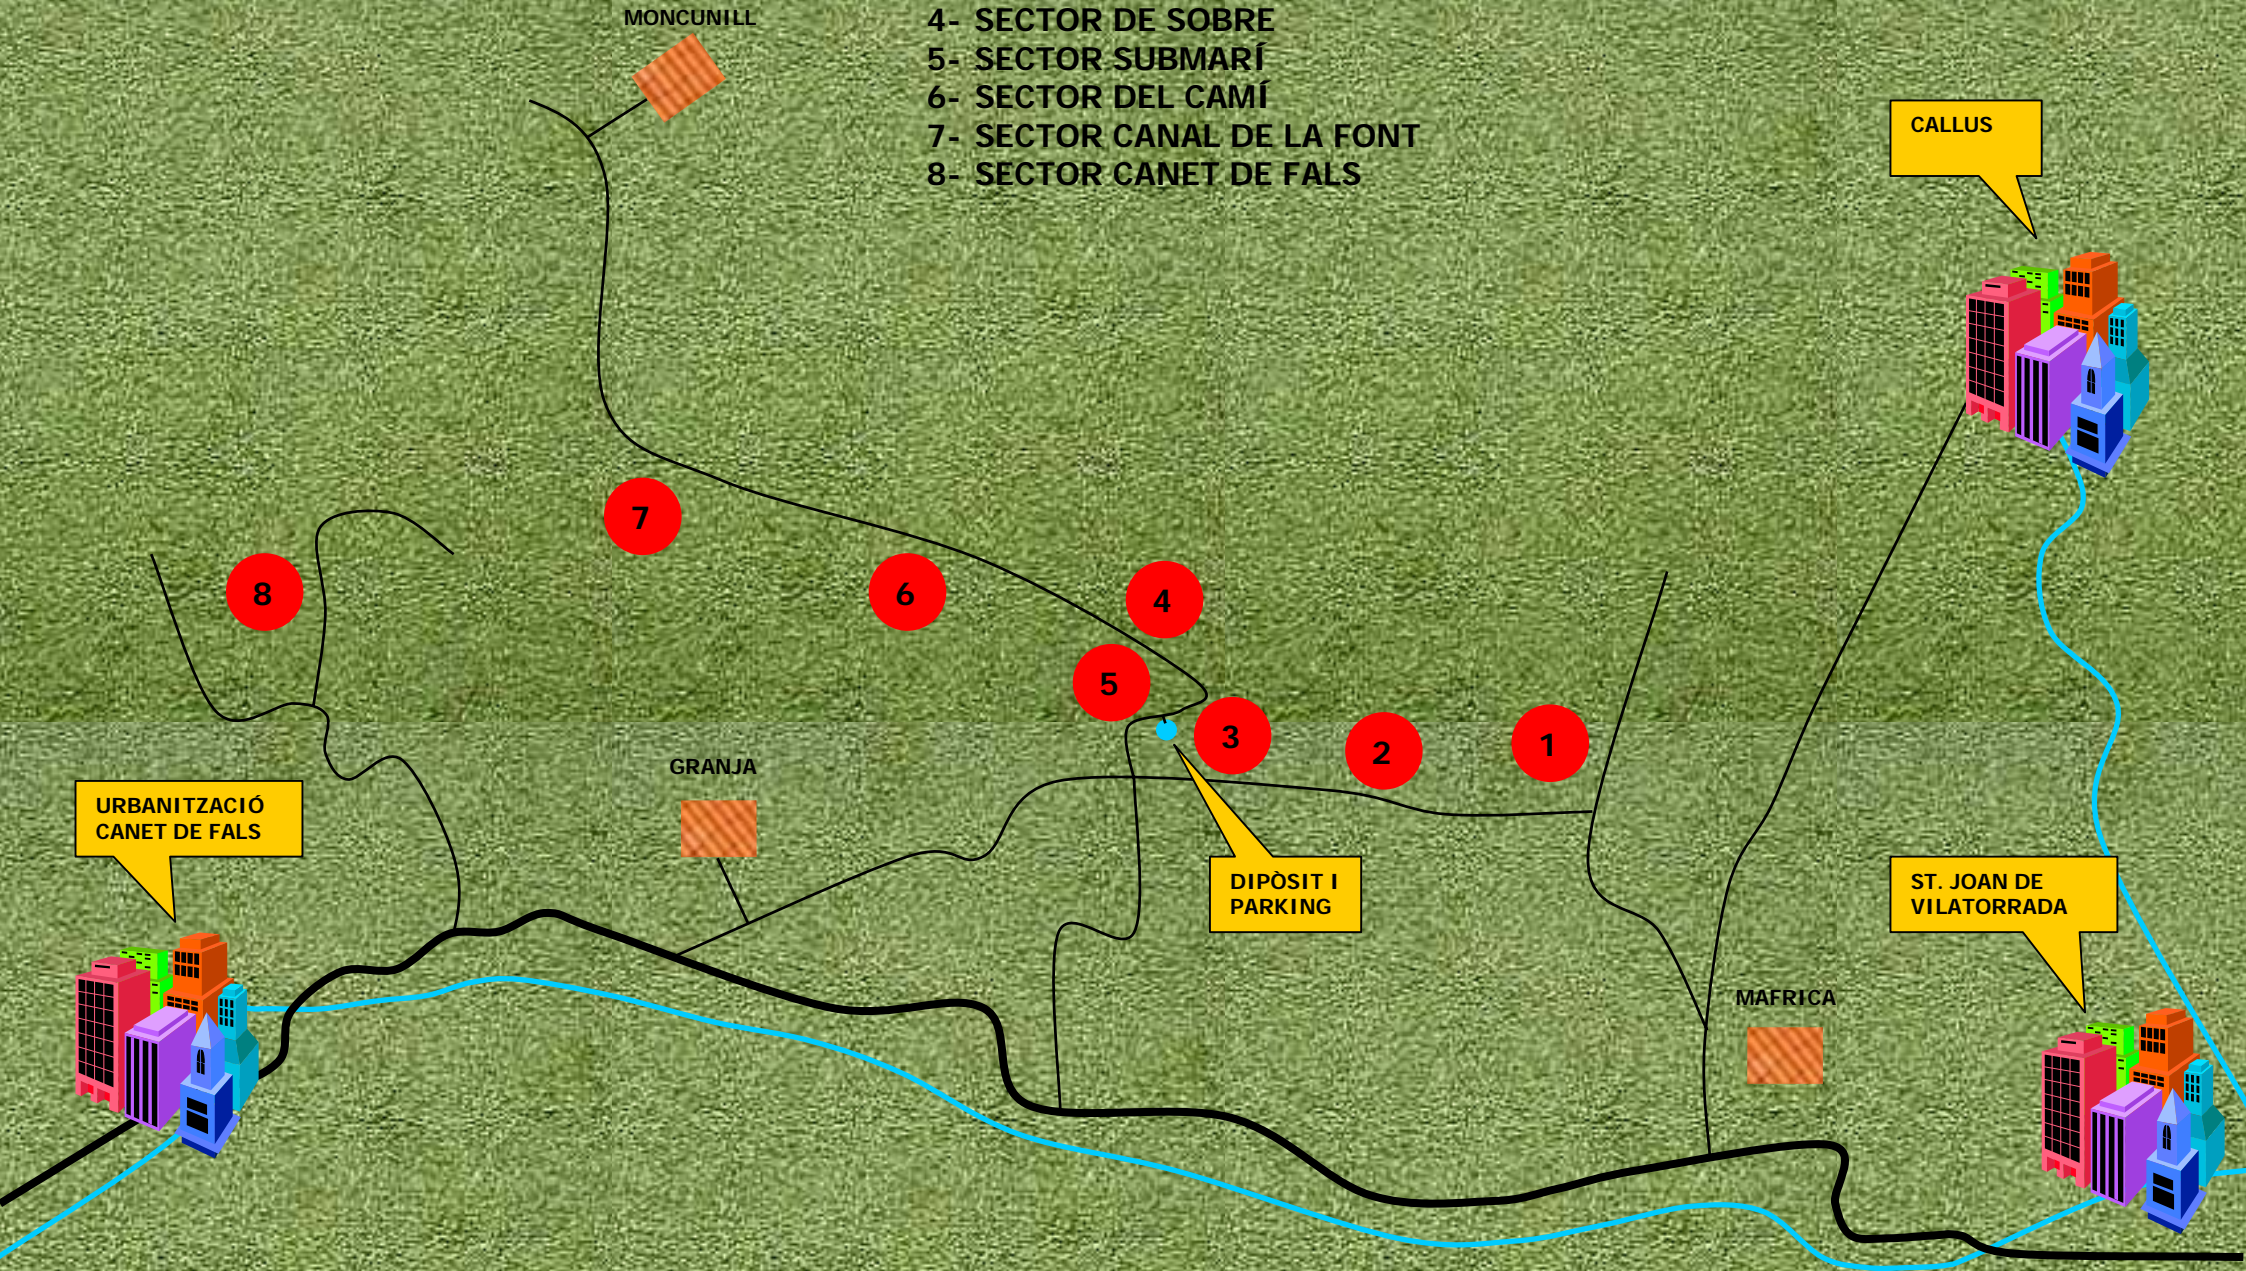 MONCUNILL
4- SECTOR DE SOBRE
5- SECTOR SUBMARÍ
6- SECTOR DEL CAMÍ
7- SECTOR CANAL DE LA FONT
8- SECTOR CANET DE FALS
CALLUS
7
8
6
4
5
3
2
1
GRANJA
URBANITZACIÓ
CANET DE FALS
DIPÒSIT I
PARKING
ST. JOAN DE
VILATORRADA
MAFRICA